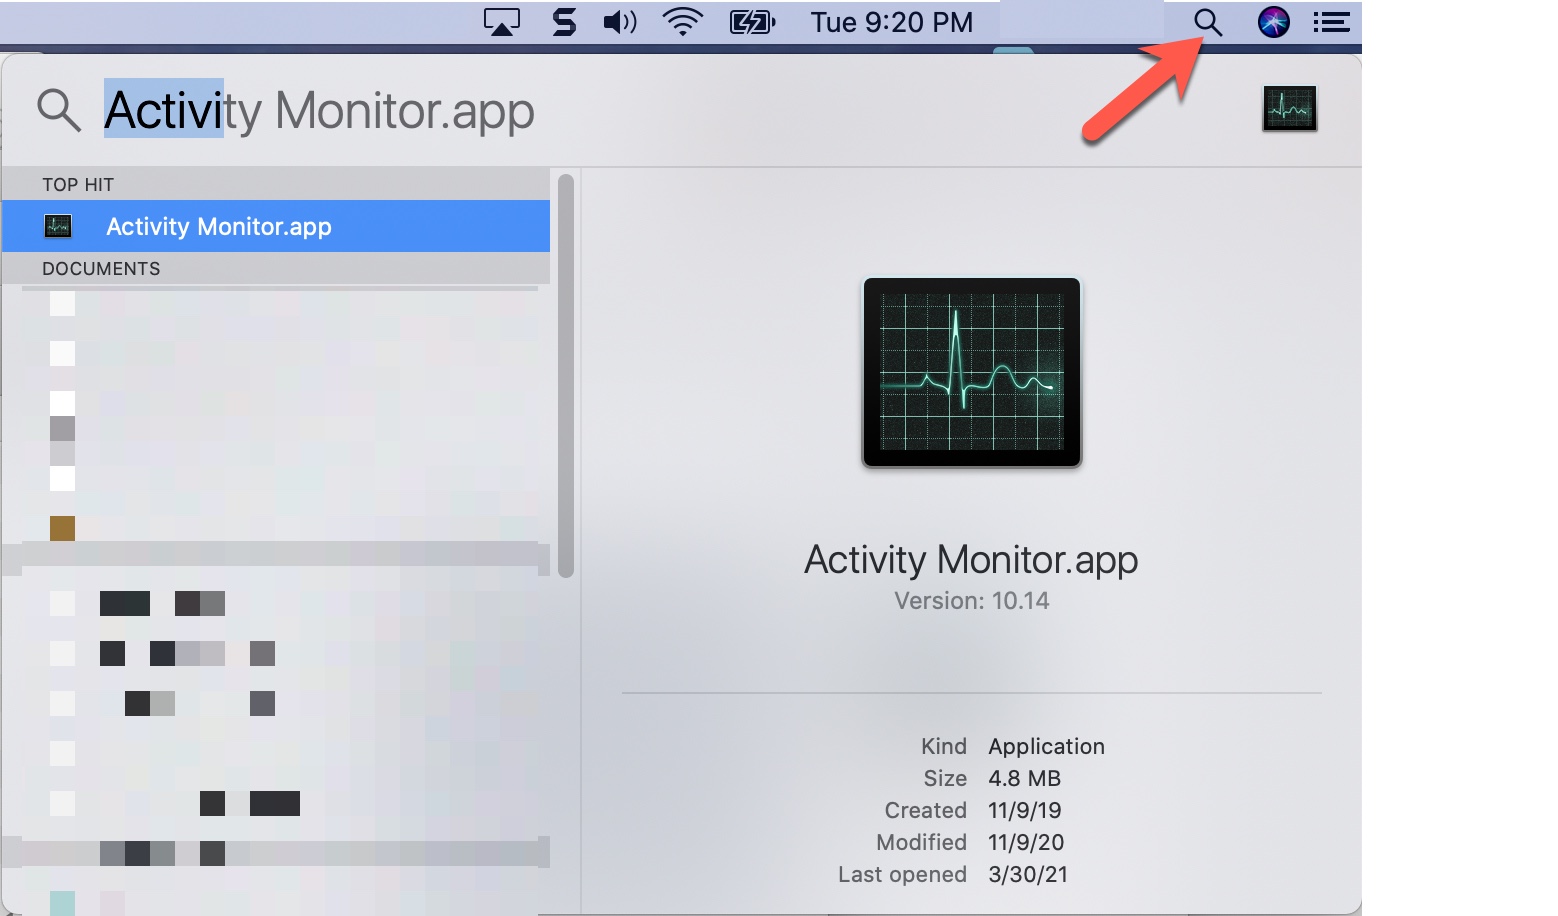 Tue 9:20 PM
Activity Monitor.app
TOP HIT
Activity Monitor.app
DOCUMENTS
Activity Monitor.app
Version: 10.14
Kind Application
Size 4.8 MB
Created 11/9/19
Modified 11/9/20
Last opened 3/30/21